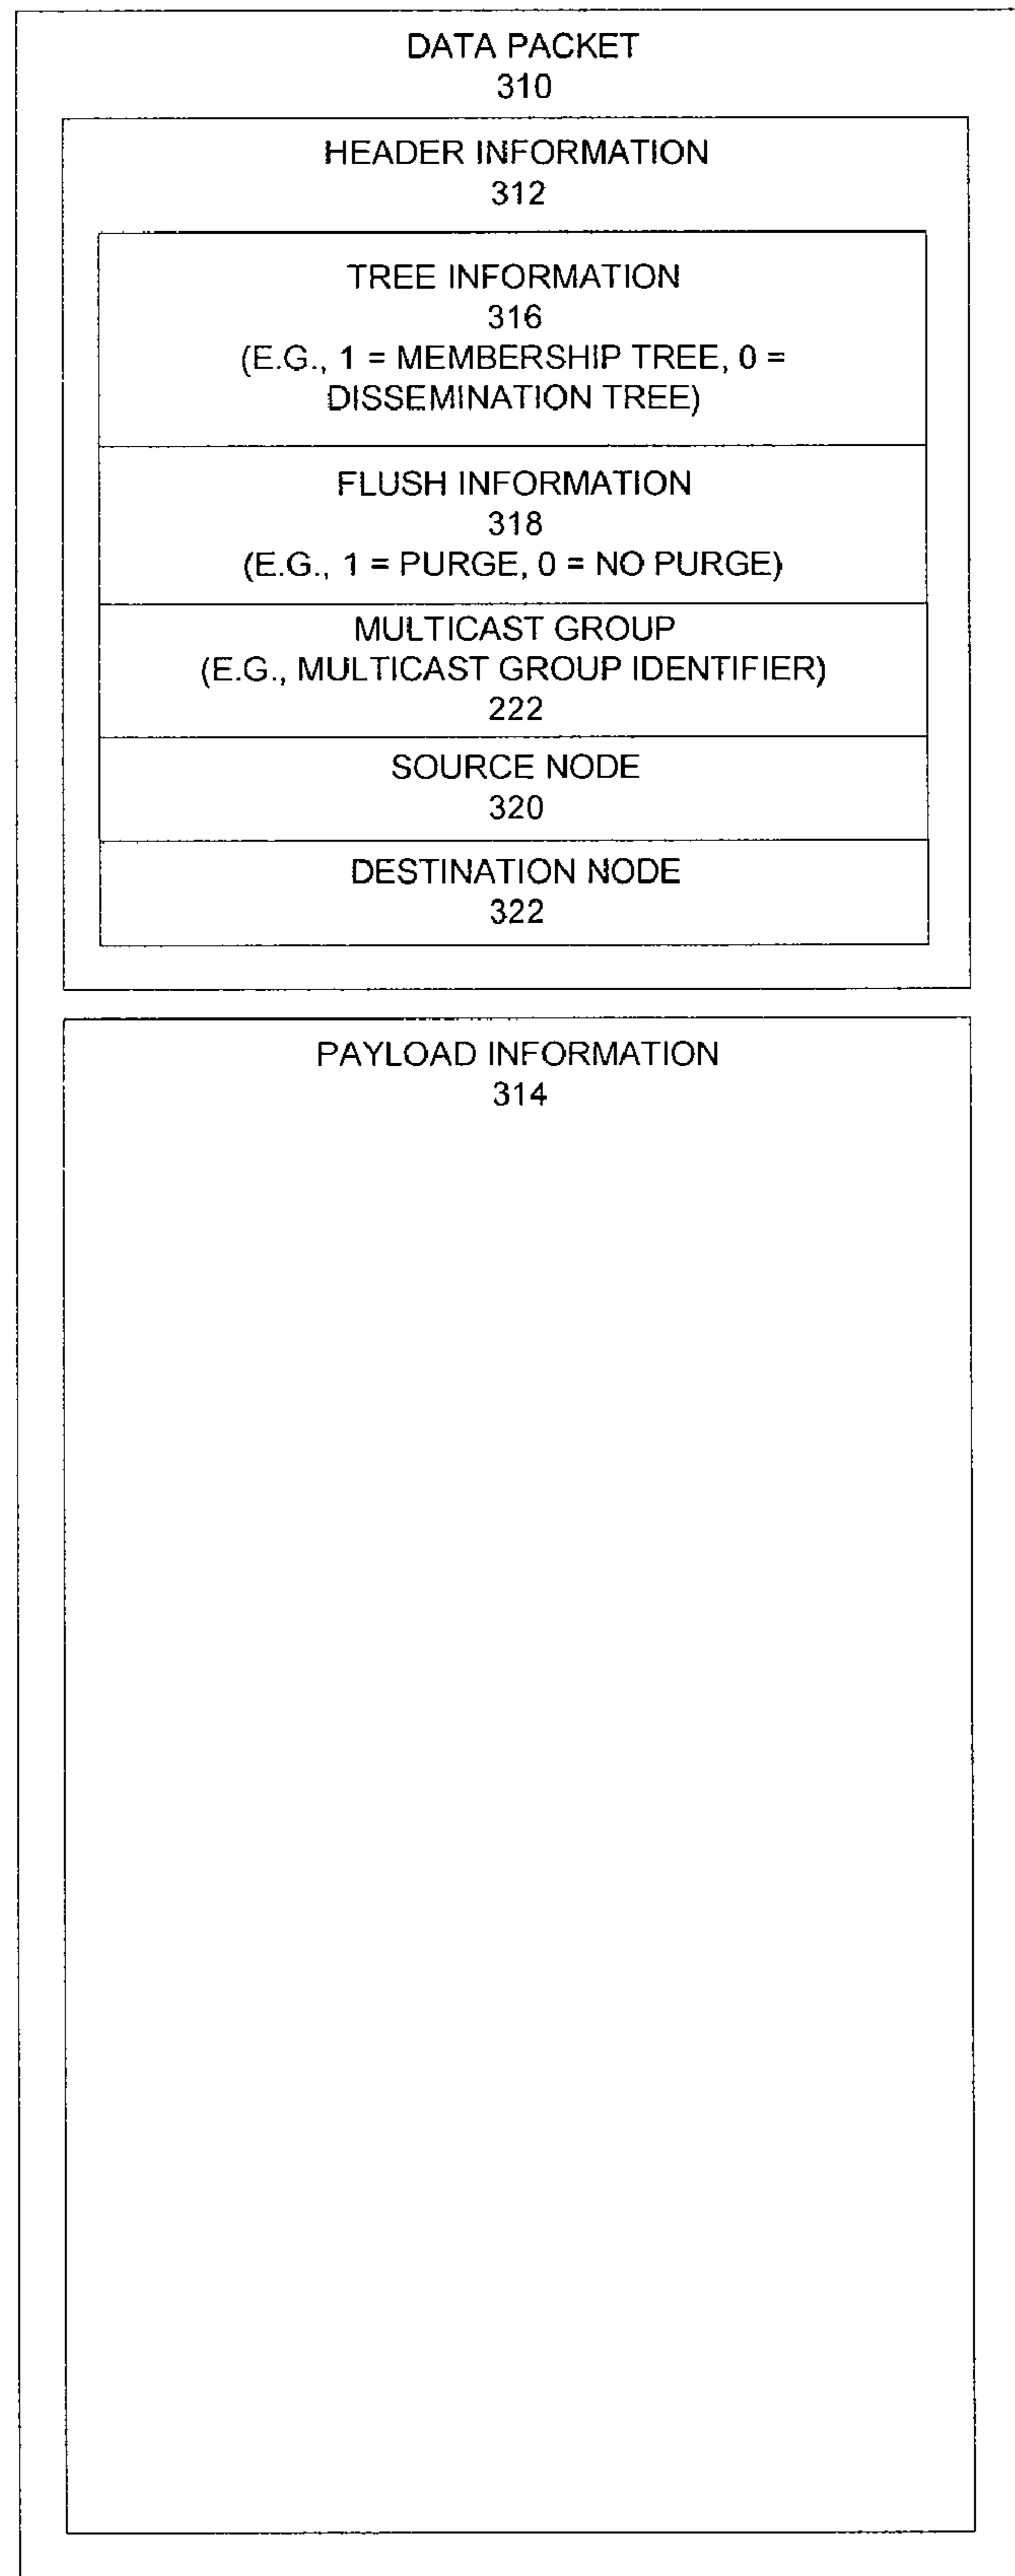 DATA PACKET
310
HEADER INFORMATION
312
TREE INFORMATION
316
(E.G., 1 = MEMBERSHIP TREE, 0 =
DISSEMINATION TREE)
FLUSH INFORMATION
318
(E.G., 1 = PURGE, 0 = NO PURGE)
MULTICAST GROUP
(E.G., MULTICAST GROUP IDENTIFIER)
222
SOURCE NODE
320
DESTINATION NODE
322
PAYLOAD INFORMATION
314